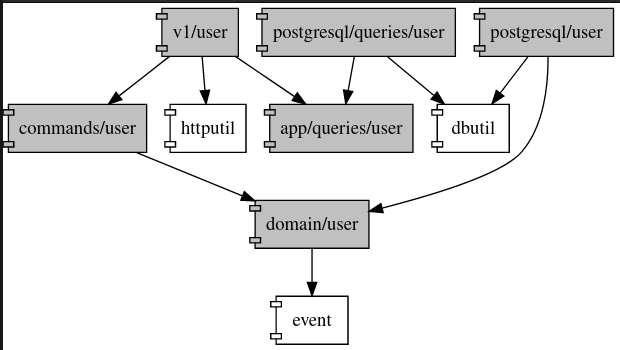 v1/user
postgresql/queries/user
postgresql/user
commands/user
httputil
app/queries/user
dbutil
domain/user
event